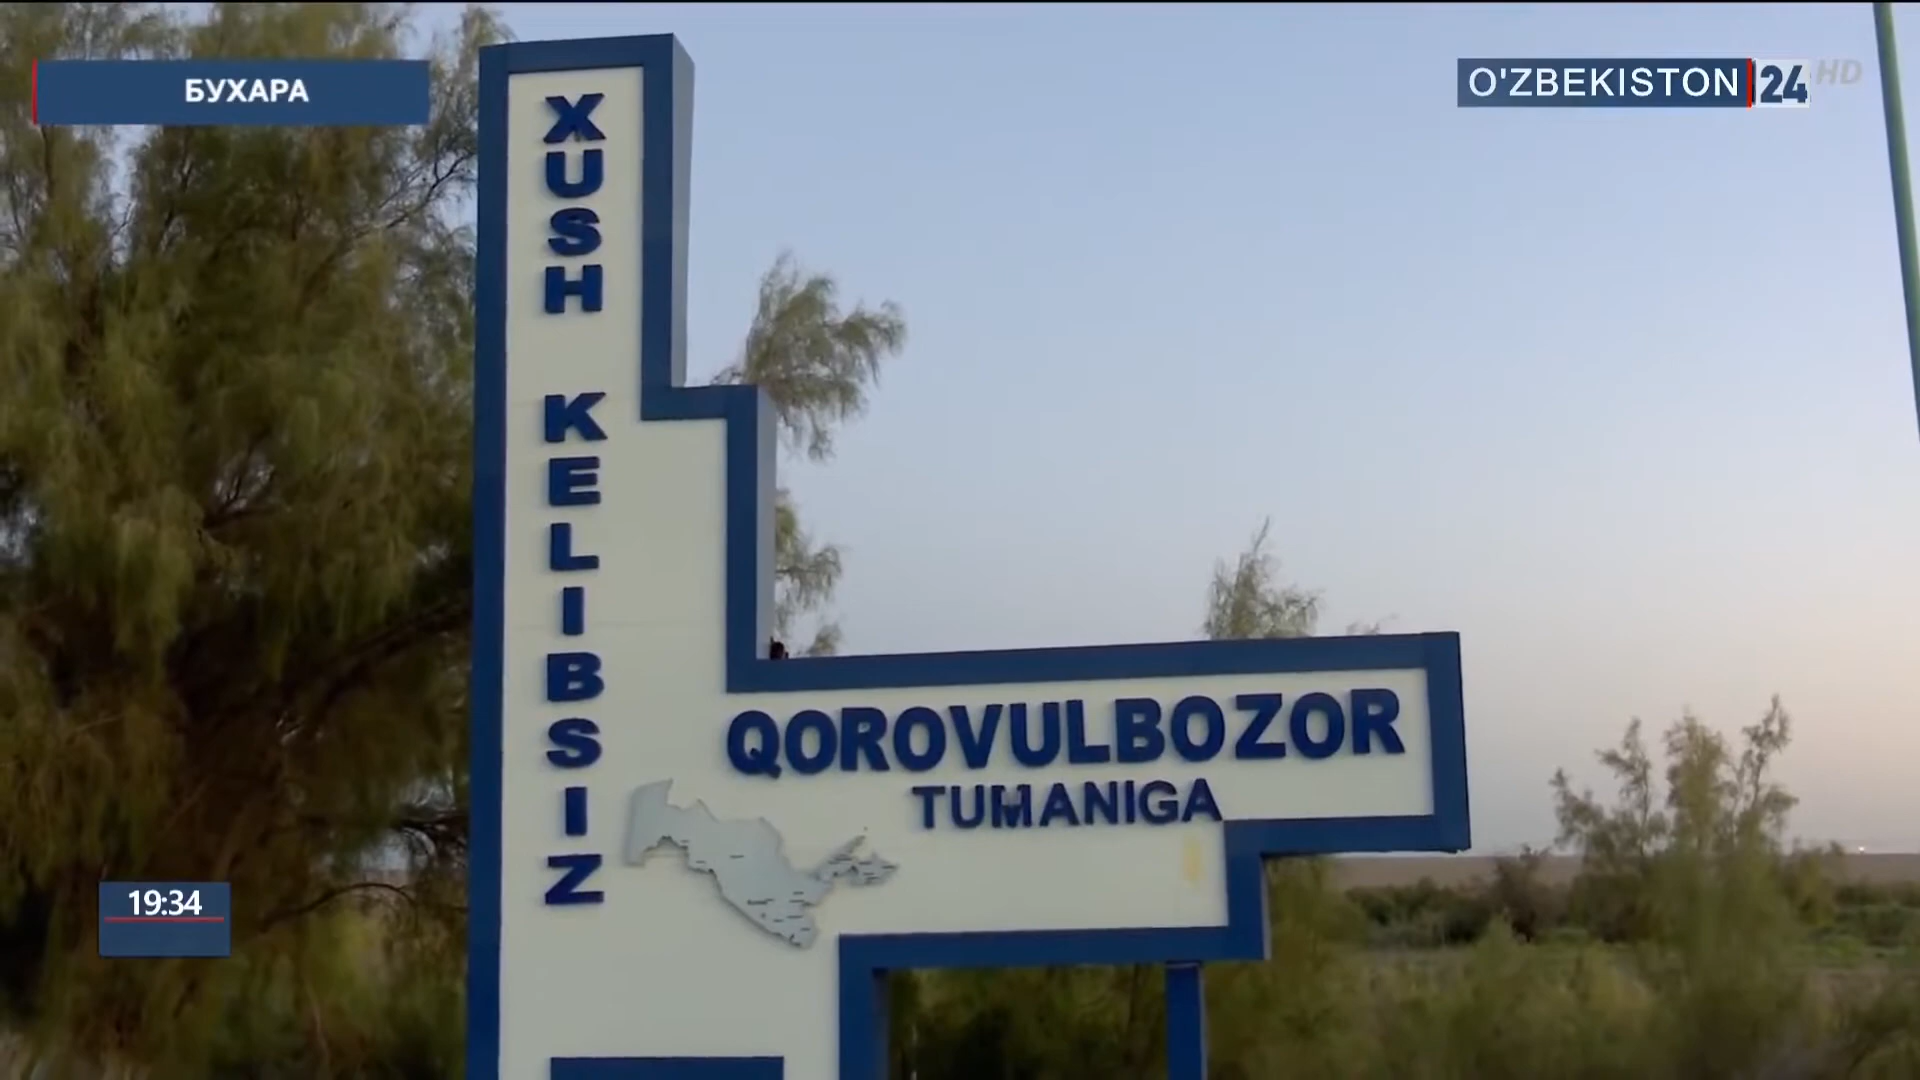 БУХАРА
O'ZBEKISTON 24 HD
XUSH KELIBSIZ
QOROVULBOZOR
TUMANIGA
19:34